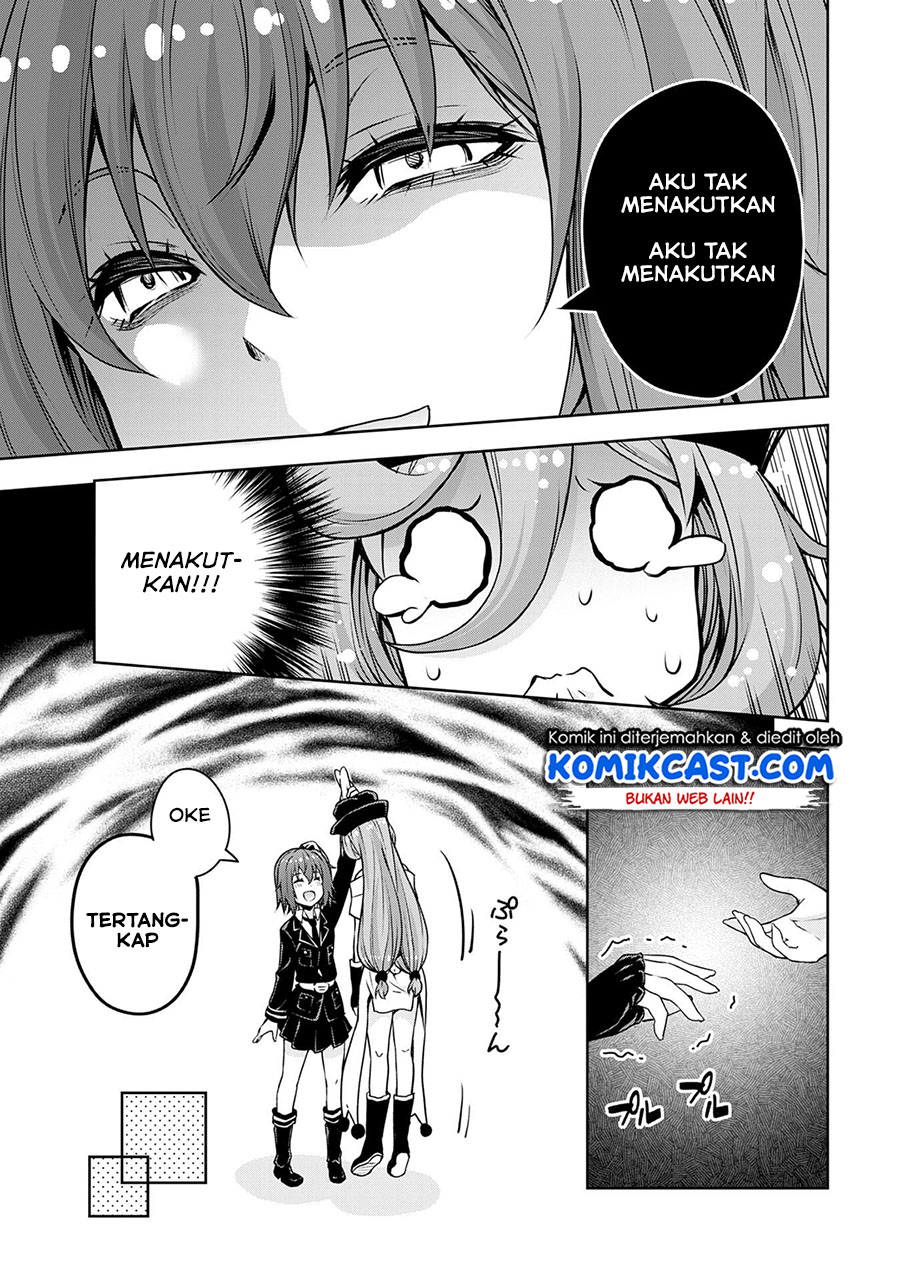 AKU TAK
MENAKUTKAN
AKU TAK
MENAKUTKAN
MENAKUT-
KAN!!!
Komik ini diterjemahkan & diedit oleh
KOMIKCAST.COM
BUKAN WEB LAIN!!
プル
プル
OKE
TERTANG-
KAP
ぷら～～ん